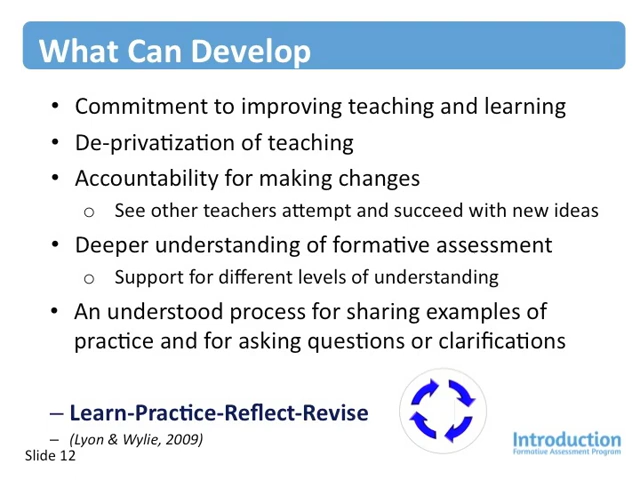 What Can Develop
• Commitment to improving teaching and learning
• De-privatization of teaching
• Accountability for making changes
o See other teachers attempt and succeed with new ideas
• Deeper understanding of formative assessment
o Support for different levels of understanding
• An understood process for sharing examples of
practice and for asking questions or clarifications
– Learn-Practice-Reflect-Revise
– (Lyon & Wylie, 2009)
Slide 12
Introduction
Formative Assessment Program